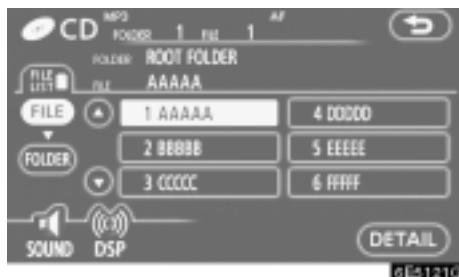 CD MP3 FOLDER 1 FILE 1 AF
FOLDER ROOT FOLDER
FILE LIST
FILE AAAAA
FILE
1 AAAAA
4 DDDDD
2 BBBBB
5 EEEEE
FOLDER
3 CCCCC
6 FFFFF
SOUND DSP
DETAIL